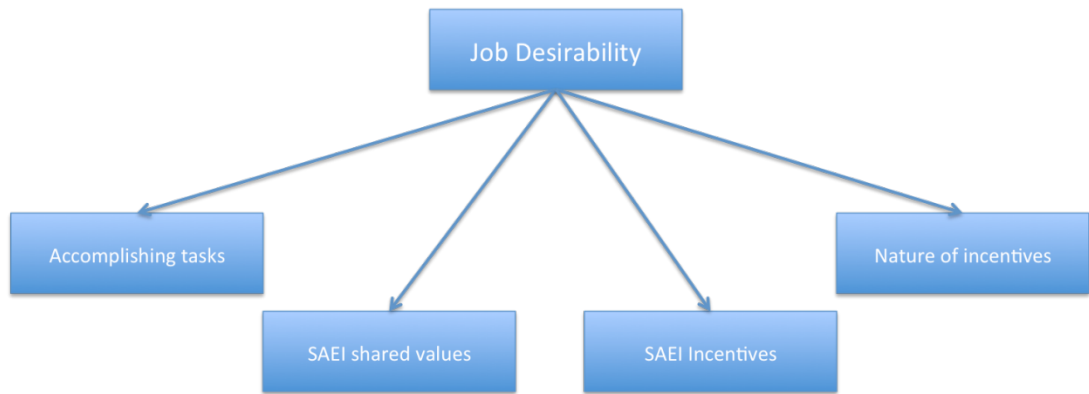 Job Desirability
Accomplishing tasks
Nature of incentives
SAEI shared values
SAEI Incentives